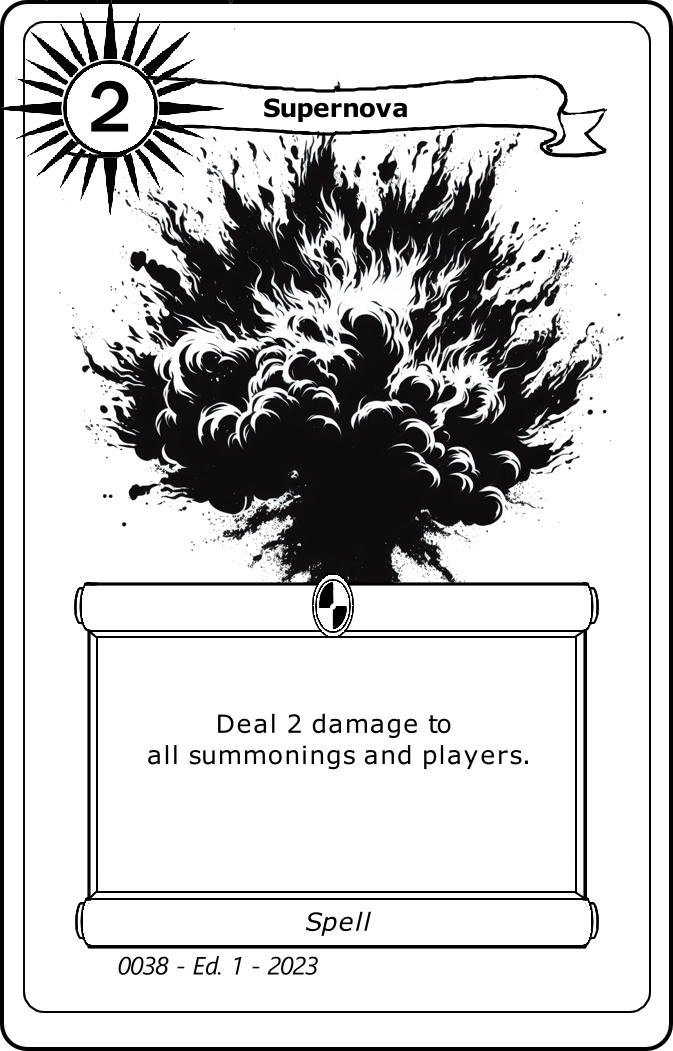 2
Supernova
Deal 2 damage to
all summonings and players.
Spell
0038 - Ed. 1 - 2023